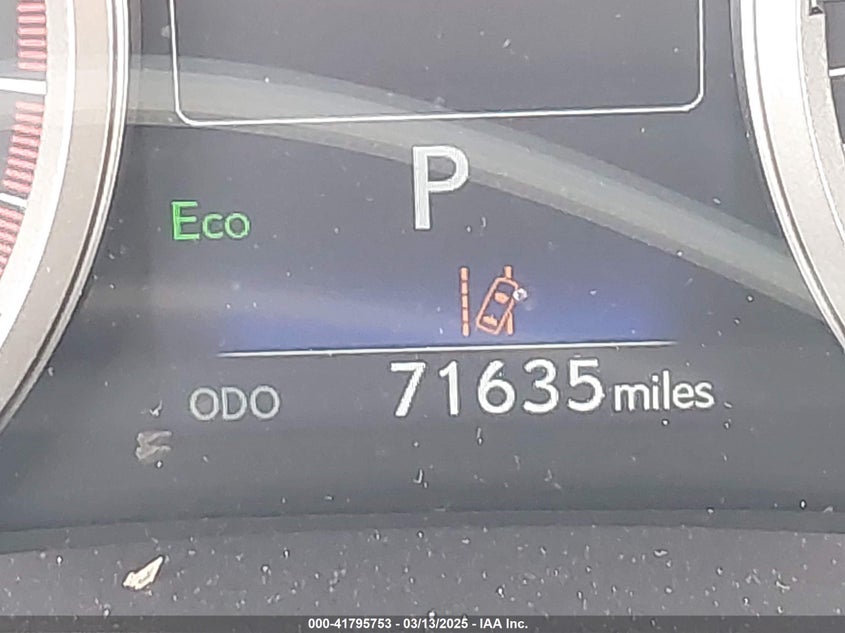 P
Eco
ODO 71635 miles
000-41795753 - 03/13/2025 - IAA Inc.